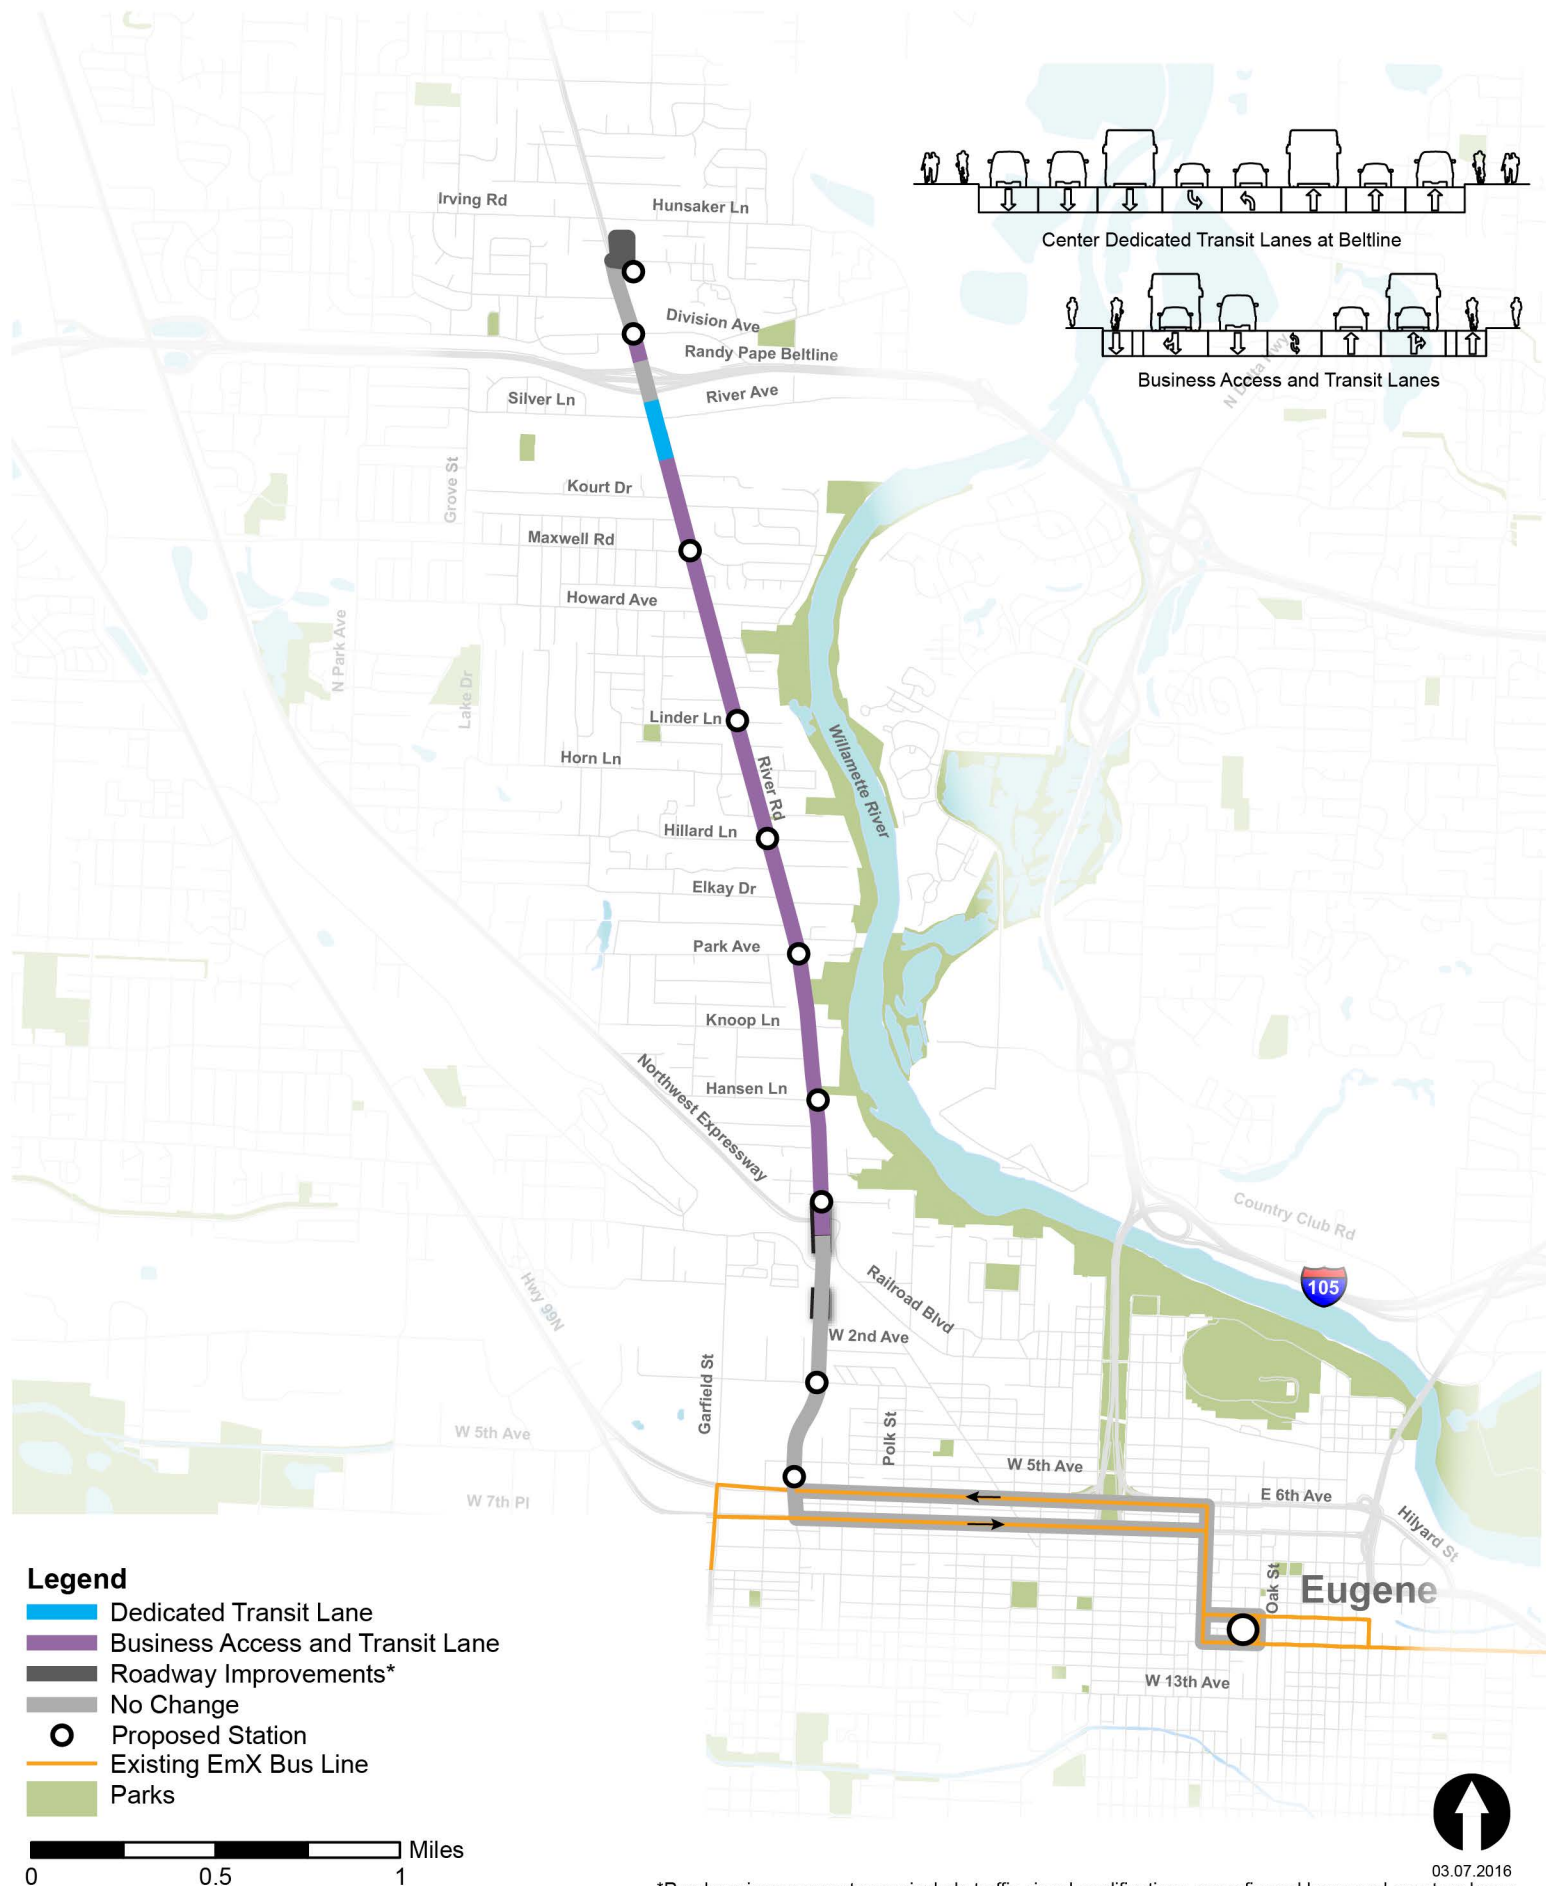 Irving Rd
Hunsaker Ln
Center Dedicated Transit Lanes at Beltline
Division Ave
Randy Pape Beltline
Business Access and Transit Lanes
N Delta Hwy
Silver Ln
River Ave
Grove St
Kourt Dr
Maxwell Rd
Howard Ave
N Park Ave
Lake Dr
Linder Ln
Horn Ln
River Rd
Willamette River
Hillard Ln
Elkay Dr
Park Ave
Knoop Ln
Northwest Expressway
Hansen Ln
Country Club Rd
105
Hwy 99N
Railroad Blvd
W 2nd Ave
Garfield St
Polk St
W 5th Ave
W 5th Ave
W 7th Pl
E 6th Ave
Hilyard St
Oak St
Eugene
W 13th Ave
Legend
Dedicated Transit Lane
Business Access and Transit Lane
Roadway Improvements*
No Change
Proposed Station
Existing EmX Bus Line
Parks
Miles
0 0.5 1
03.07.2016